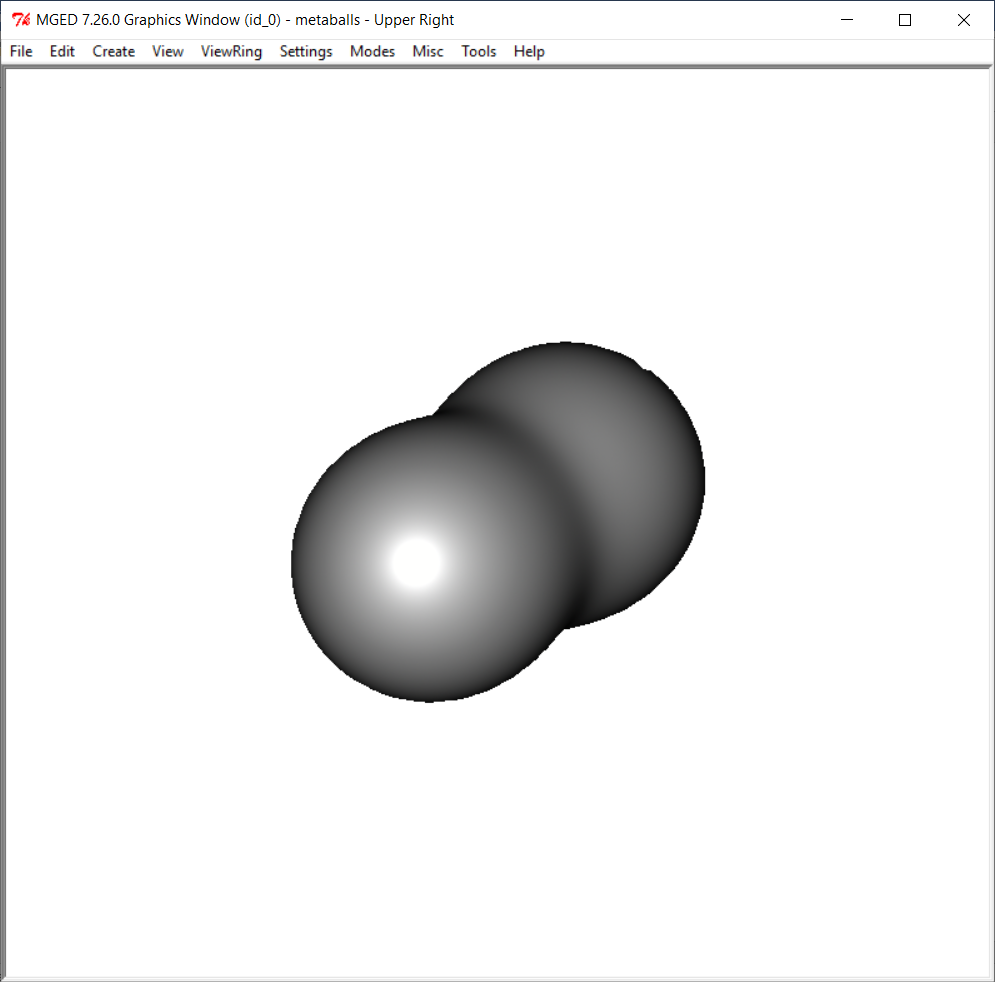 MGED 7.26.0 Graphics Window (id_0) - metaballs - Upper Right
File Edit Create View ViewRing Settings Modes Misc Tools Help